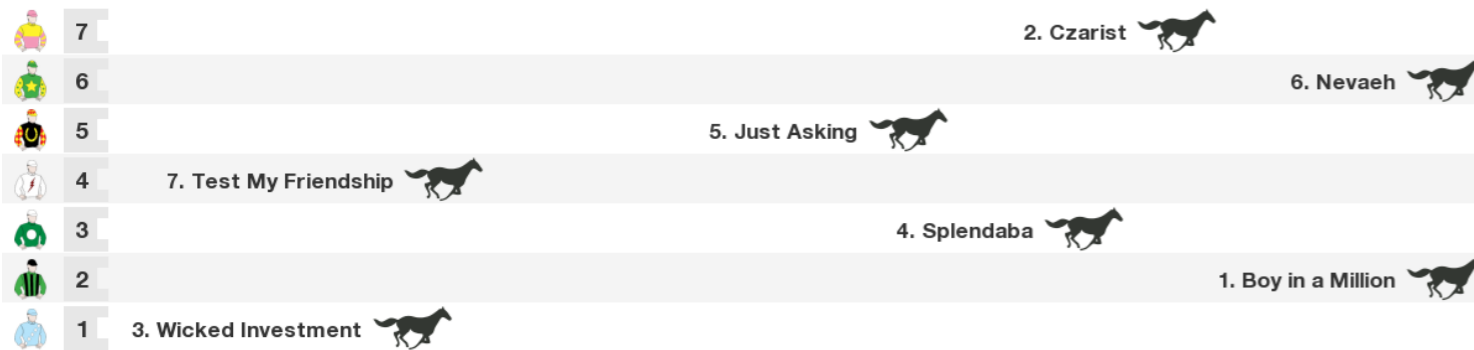 7 2. Czarist
6 6. Nevaeh
5 5. Just Asking
4 7. Test My Friendship
3 4. Splendaba
2 1. Boy in a Million
1 3. Wicked Investment